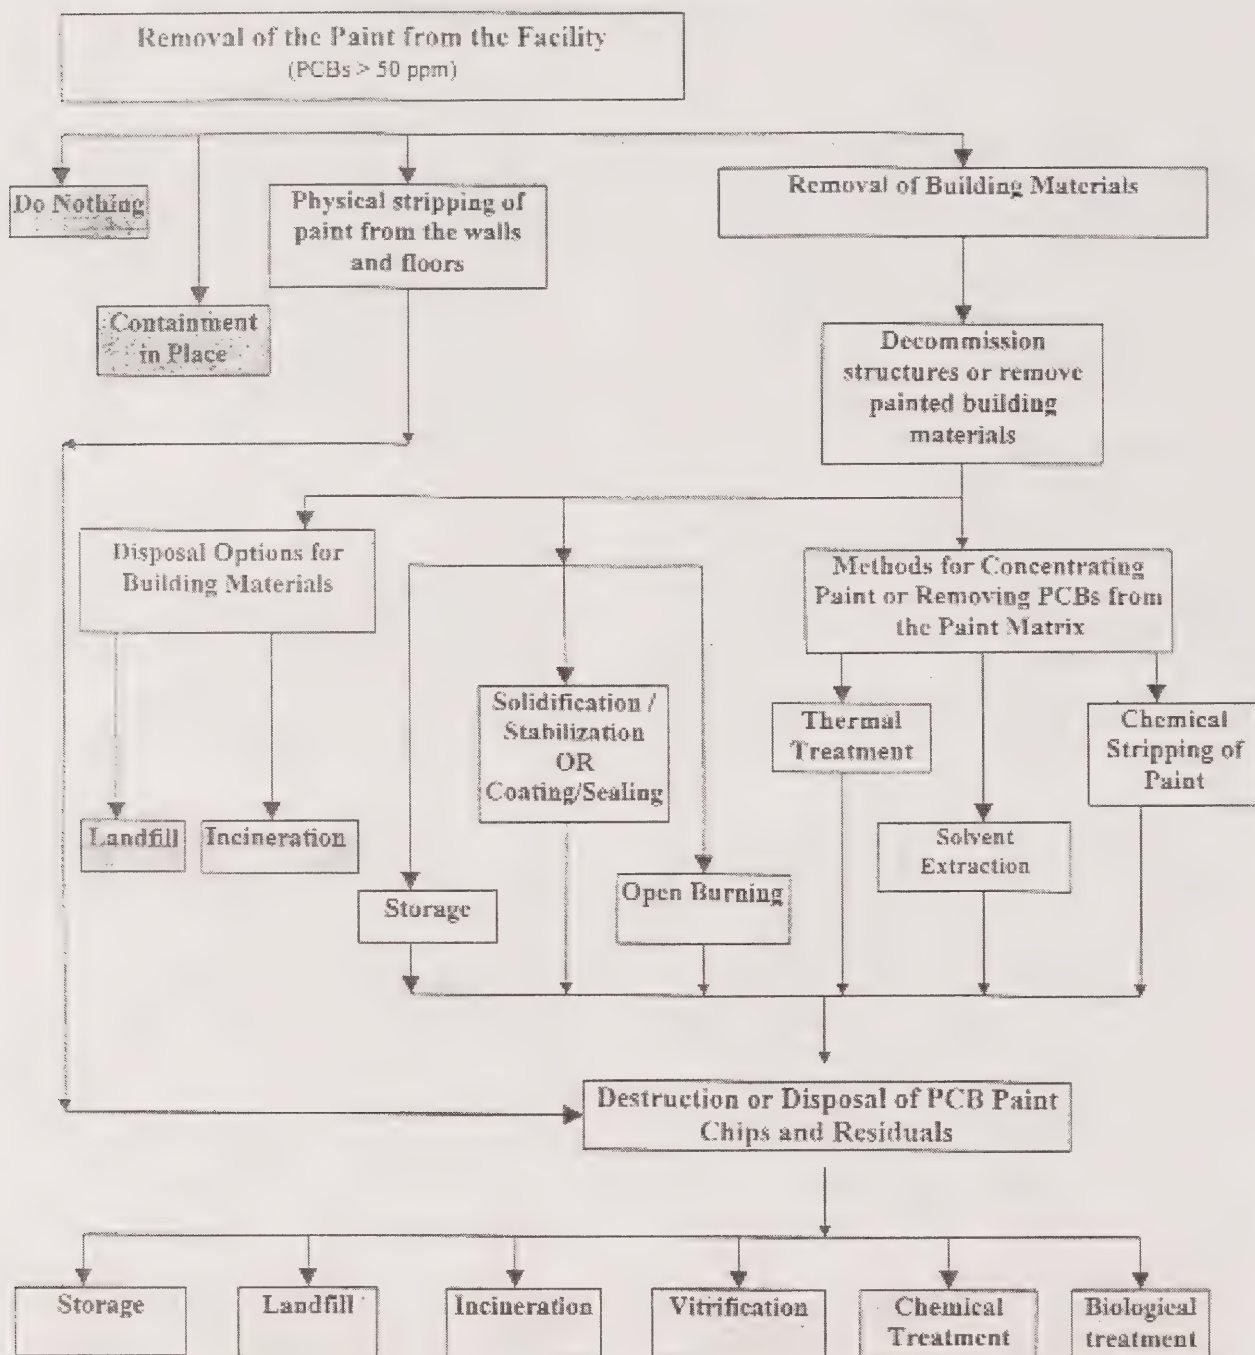 Removal of the Paint from the Facility
(PCBs > 50 ppm)
Do Nothing
Containment
in Place
Physical stripping of
paint from the walls
and floors
Removal of Building Materials
Decommission
structures or remove
painted building
materials
Disposal Options for
Building Materials
Methods for Concentrating
Paint or Removing PCBs from
the Paint Matrix
Landfill
Incineration
Storage
Solidification /
Stabilization
OR
Coating/Sealing
Open Burning
Thermal
Treatment
Solvent
Extraction
Chemical
Stripping of
Paint
Destruction or Disposal of PCB Paint
Chips and Residuals
Storage
Landfill
Incineration
Vitrification
Chemical
Treatment
Biological
treatment